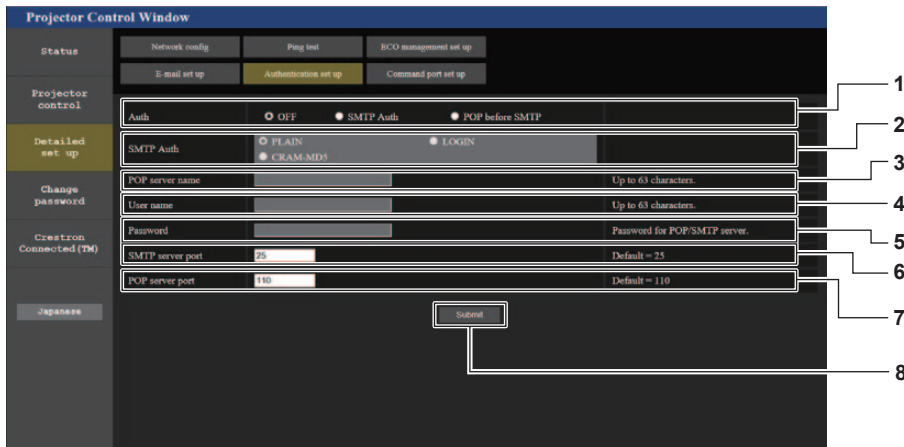 Projector Control Window
Status
Projector
control
Detailed
set up
Change
password
Crestron
Connected(TM)
Japanese
Network config
Ping test
ECO management set up
E-mail set up
Authentication set up
Command port set up
Auth
OFF
SMTP Auth
POP before SMTP
SMTP Auth
PLAIN
LOGIN
CRAM-MD5
POP server name
Up to 63 characters.
User name
Up to 63 characters.
Password
Password for POP/SMTP server.
SMTP server port
25
Default = 25
POP server port
110
Default = 110
Submit
1
2
3
4
5
6
7
8